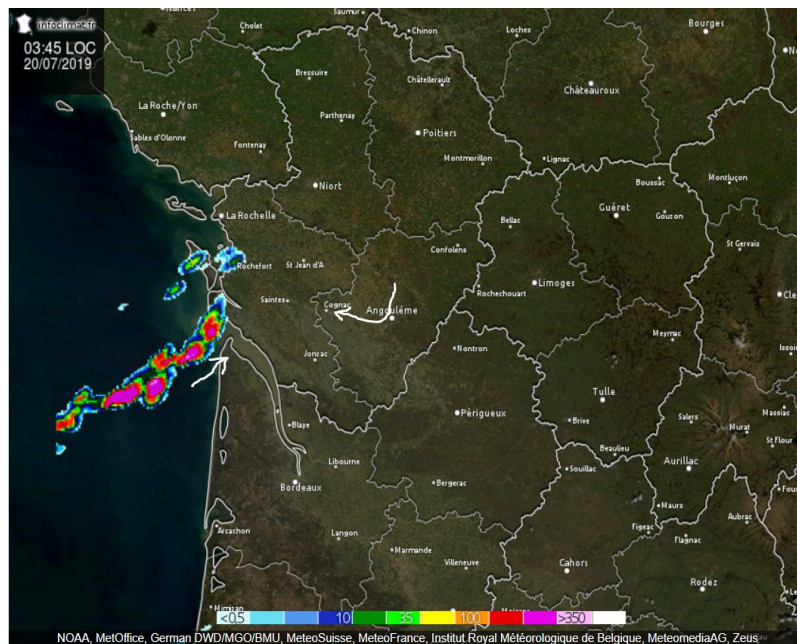 infoclimat.fr
03:45 LOC
20/07/2019
Cholet
Saumur
Chinon
Loches
Bourges
Bressuire
Châtellerault
Châteauroux
La Roche/Yon
Parthenay
Poitiers
Sables d'Olonne
Fontenay
Montmorillon
Lignac
Niort
Boussac
Montluçon
La Rochelle
Bellac
Guéret
Gouzon
Confolens
St Gervais
Rochefort
St Jean d'A
Rochechouart
Limoges
Saintes
Cognac
Angoulême
Meymac
Jonzac
Nontron
Tulle
Périgueux
Brive
Salers
Massiac
Blaye
Murat
St Flour
Libourne
Beaulieu
Aurillac
Souillac
Bordeaux
Bergerac
Maurs
Aurbac
Arcachon
Langon
Figeac
Flagnac
Marmande
Villeneuve
Cahors
Rodez
Mimizan
<0.5 10 35 100 >350
NOAA, MetOffice, German DWD/MGO/BMU, MeteoSuisse, MeteoFrance, Institut Royal Météorologique de Belgique, MeteomediaAG, Zeus